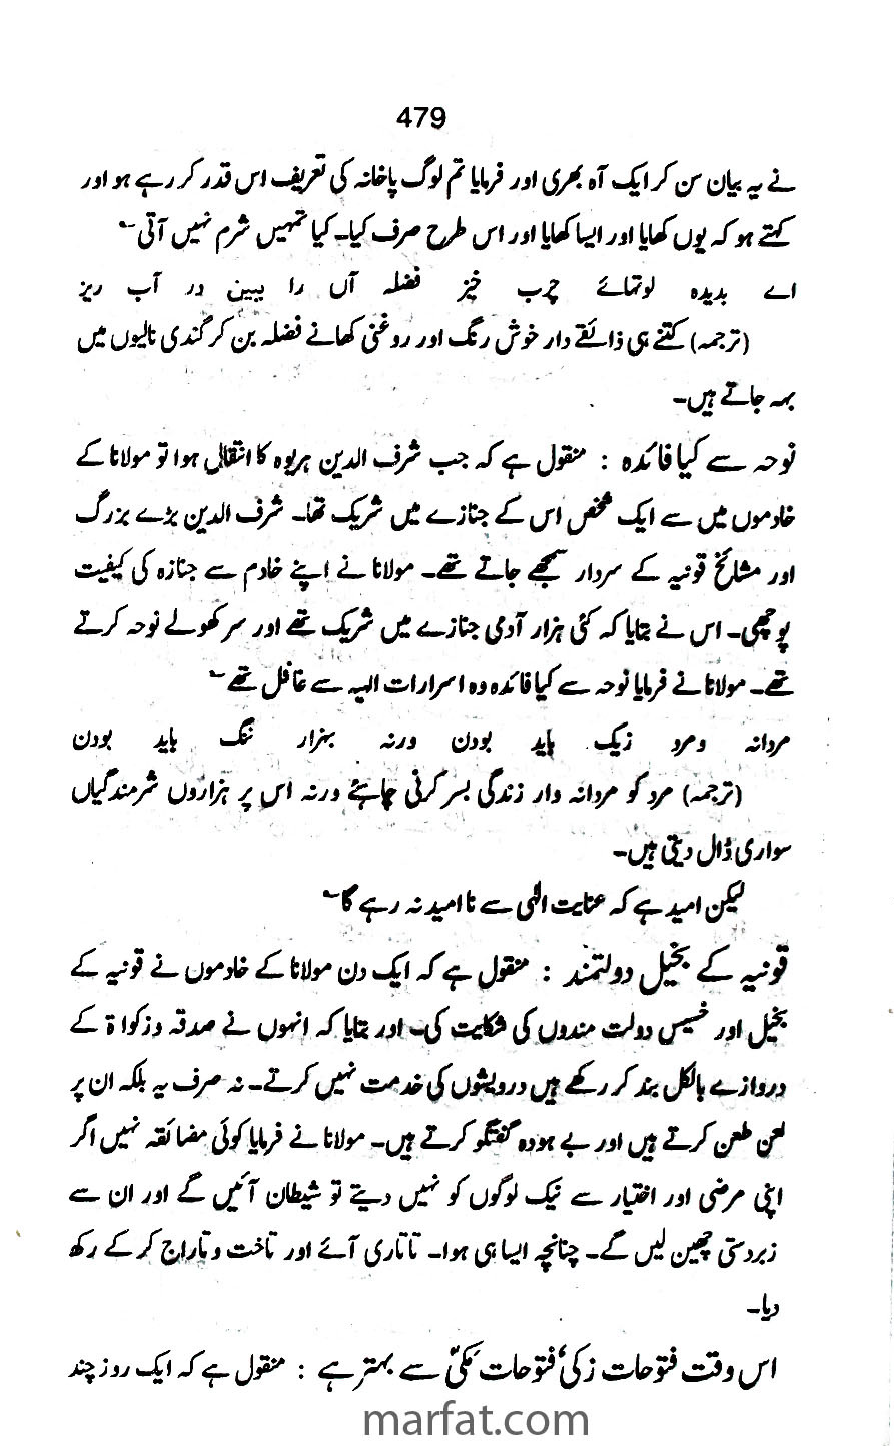 479
نے یہ بیان سن کر ایک آہ بھری اور فرمایا تم لوگ پاخانہ کی تعریف اس قدر کر رہے ہو اور
کہتے ہو کہ یوں کھایا اور ایسا کھایا اور اس طرح صرف کیا۔ کیا تمہیں شرم نہیں آتی ؎
اے بدیدہ لوتہائے چرب خیز فضلہ آں را ببین در آب ریز
(ترجمہ) کتنے ہی ذائقے دار خوش رنگ اور روغنی کھانے فضلہ بن کر گندی نالیوں میں
بہہ جاتے ہیں۔
نوحہ سے کیا فائدہ : منقول ہے کہ جب شرف الدین ہریوہ کا انتقال ہوا تو مولانا کے
خادموں میں سے ایک شخص اس کے جنازے میں شریک تھا۔ شرف الدین بڑے بزرگ
اور مشائخ قونیہ کے سردار سمجھے جاتے تھے۔ مولانا نے اپنے خادم سے جنازہ کی کیفیت
پوچھی۔ اس نے بتایا کہ کئی ہزار آدمی جنازے میں شریک تھے اور سر کھولے نوحہ کرتے
تھے۔ مولانا نے فرمایا نوحہ سے کیا فائدہ وہ اسرارات الہیہ سے غافل تھے ؎
مردانہ و مرد زیک باید بودن ورنہ بہزار ننگ باید بودن
(ترجمہ) مرد کو مردانہ وار زندگی بسر کرنی چاہئے ورنہ اس پر ہزاروں شرمندگیاں
سواری ڈال دیتی ہیں۔
لیکن امید ہے کہ عنایت الٰہی سے ناامید نہ رہے گا ؎
قونیہ کے بخیل دولتمند : منقول ہے کہ ایک دن مولانا کے خادموں نے قونیہ کے
بخیل اور خسیس دولت مندوں کی شکایت کی۔ اور بتایا کہ انہوں نے صدقہ و زکواۃ کے
دروازے بالکل بند کر رکھے ہیں درویشوں کی خدمت نہیں کرتے۔ نہ صرف یہ بلکہ ان پر
لعن طعن کرتے ہیں اور بے ہودہ گفتگو کرتے ہیں۔ مولانا نے فرمایا کوئی مضائقہ نہیں اگر
اپنی مرضی اور اختیار سے نیک لوگوں کو نہیں دیتے تو شیطان آئیں گے اور ان سے
زبردستی چھین لیں گے۔ چنانچہ ایسا ہی ہوا۔ تاتاری آئے اور تاخت و تاراج کر کے رکھ
دیا۔
اس وقت فتوحات زکی، فتوحات مکی سے بہتر ہے : منقول ہے کہ ایک روز چند
marfat.com